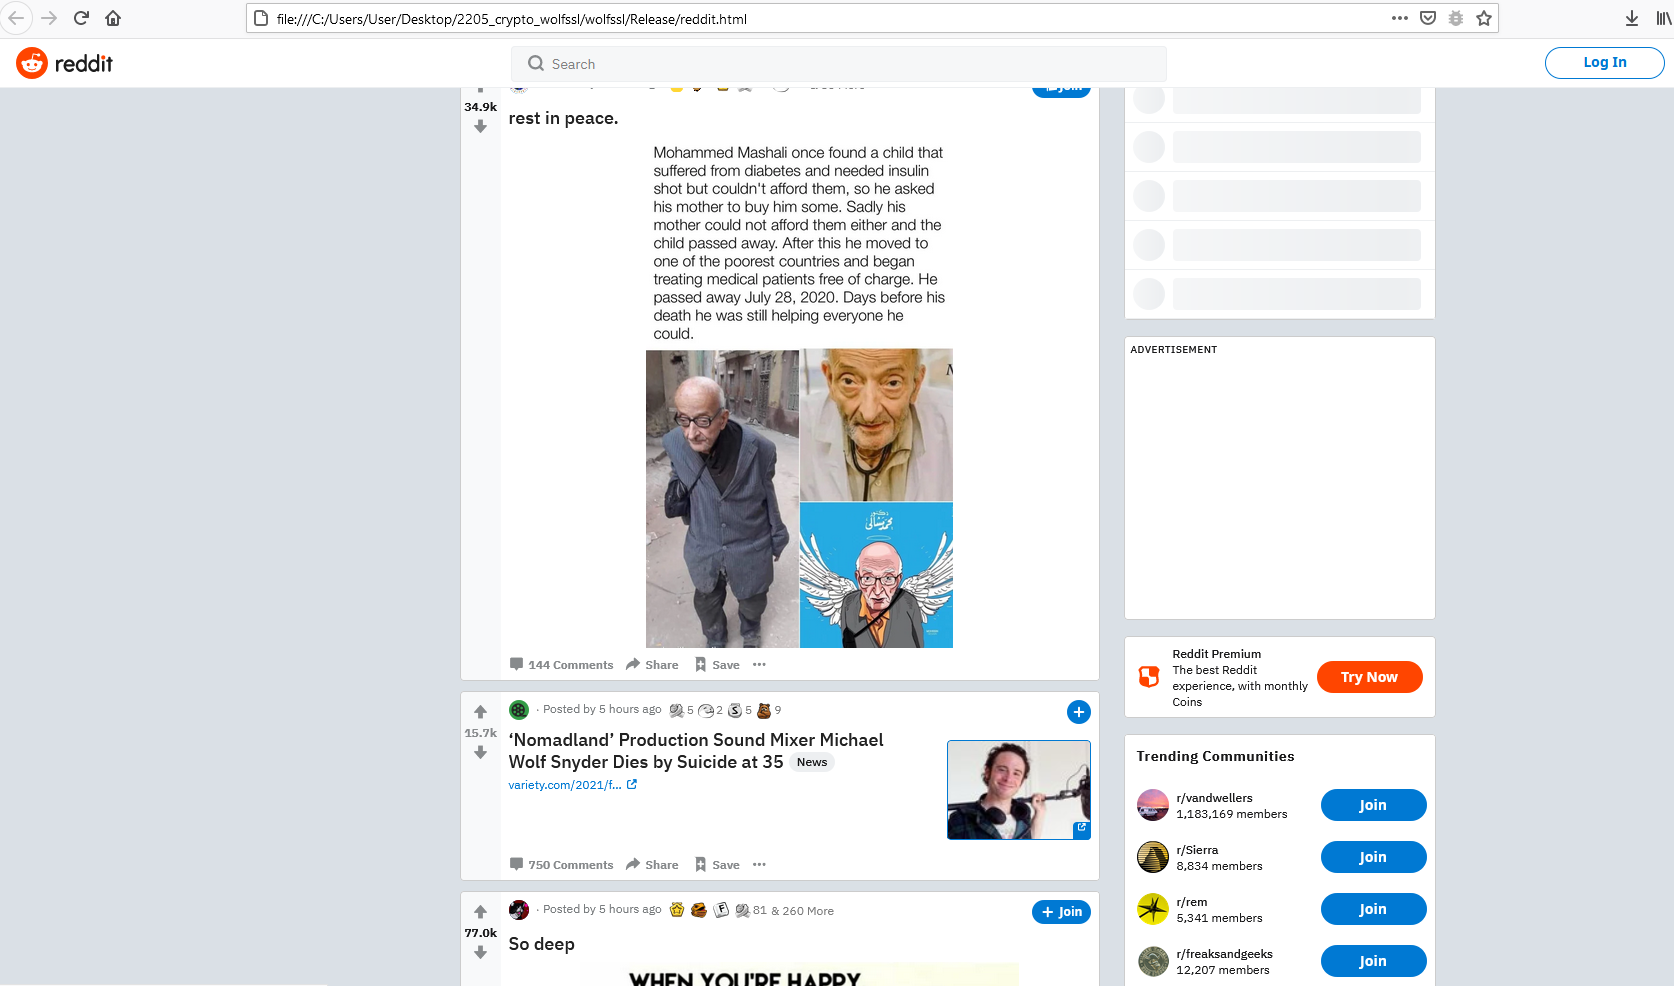 file:///C:/Users/User/Desktop/2205_crypto_wolfssl/wolfssl/Release/reddit.html
reddit
Search
Log In
34.9k
Join
rest in peace.
Mohammed Mashali once found a child that
suffered from diabetes and needed insulin
shot but couldn't afford them, so he asked
his mother to buy him some. Sadly his
mother could not afford them either and the
child passed away. After this he moved to
one of the poorest countries and began
treating medical patients free of charge. He
passed away July 28, 2020. Days before his
death he was still helping everyone he
could.
144 Comments Share Save
15.7k
· Posted by 5 hours ago 5 2 5 9
‘Nomadland’ Production Sound Mixer Michael
Wolf Snyder Dies by Suicide at 35 News
variety.com/2021/f...
750 Comments Share Save
77.0k
· Posted by 5 hours ago F 81 & 260 More
Join
So deep
WHEN YOU'RE HAPPY
ADVERTISEMENT
Reddit Premium
The best Reddit
experience, with monthly
Coins
Try Now
Trending Communities
r/vandwellers
1,183,169 members
Join
r/Sierra
8,834 members
Join
r/rem
5,341 members
Join
r/freaksandgeeks
12,207 members
Join